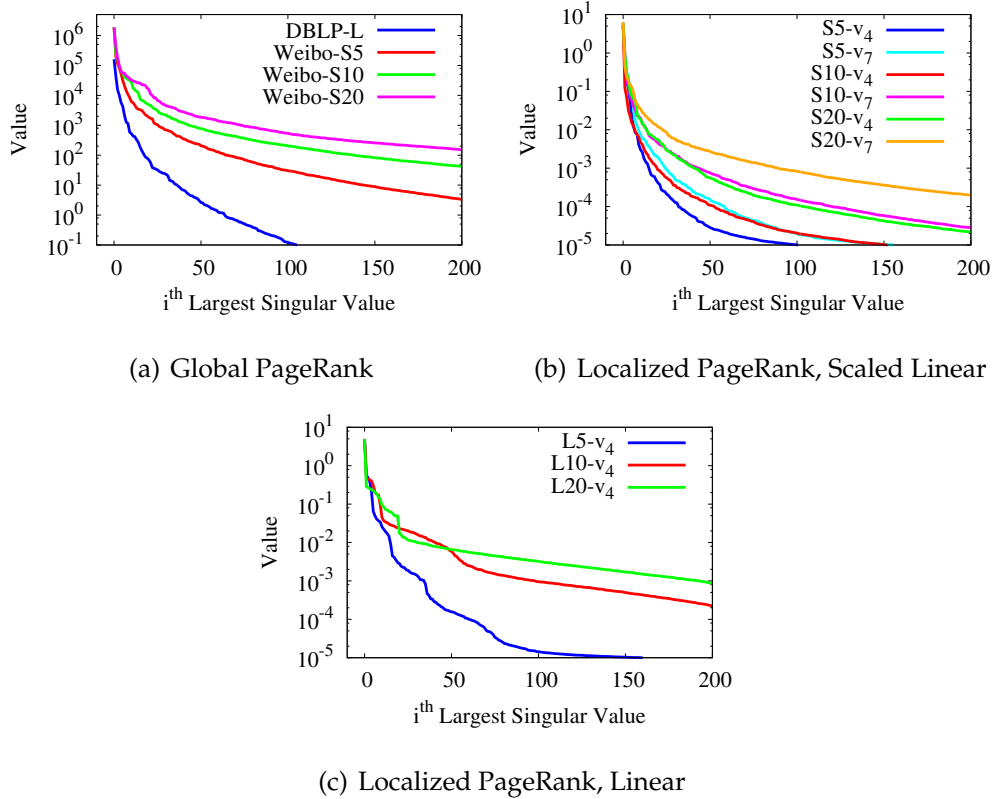 10^6
10^5
10^4
10^3
10^2
10^1
10^0
10^-1
Value
0 50 100 150 200
i^th Largest Singular Value
DBLP-L
Weibo-S5
Weibo-S10
Weibo-S20
(a) Global PageRank
10^1
10^0
10^-1
10^-2
10^-3
10^-4
10^-5
Value
0 50 100 150 200
i^th Largest Singular Value
S5-v_4
S5-v_7
S10-v_4
S10-v_7
S20-v_4
S20-v_7
(b) Localized PageRank, Scaled Linear
10^1
10^0
10^-1
10^-2
10^-3
10^-4
10^-5
Value
0 50 100 150 200
i^th Largest Singular Value
L5-v_4
L10-v_4
L20-v_4
(c) Localized PageRank, Linear